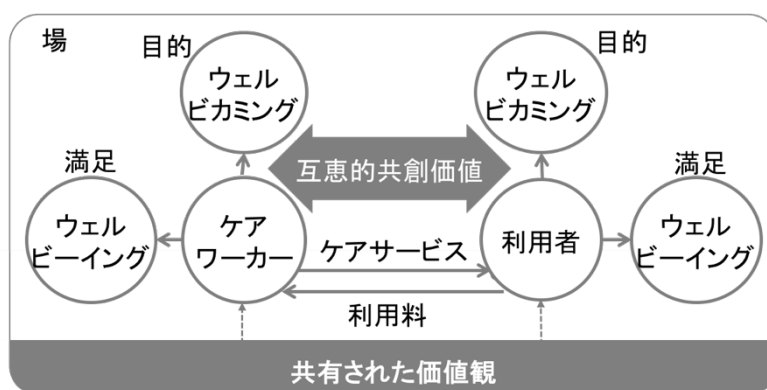 場
目的
目的
ウェル
ビカミング
ウェル
ビカミング
互恵的共創価値
満足
満足
ウェル
ビーイング
ケア
ワーカー
ケアサービス
利用者
ウェル
ビーイング
利用料
共有された価値観